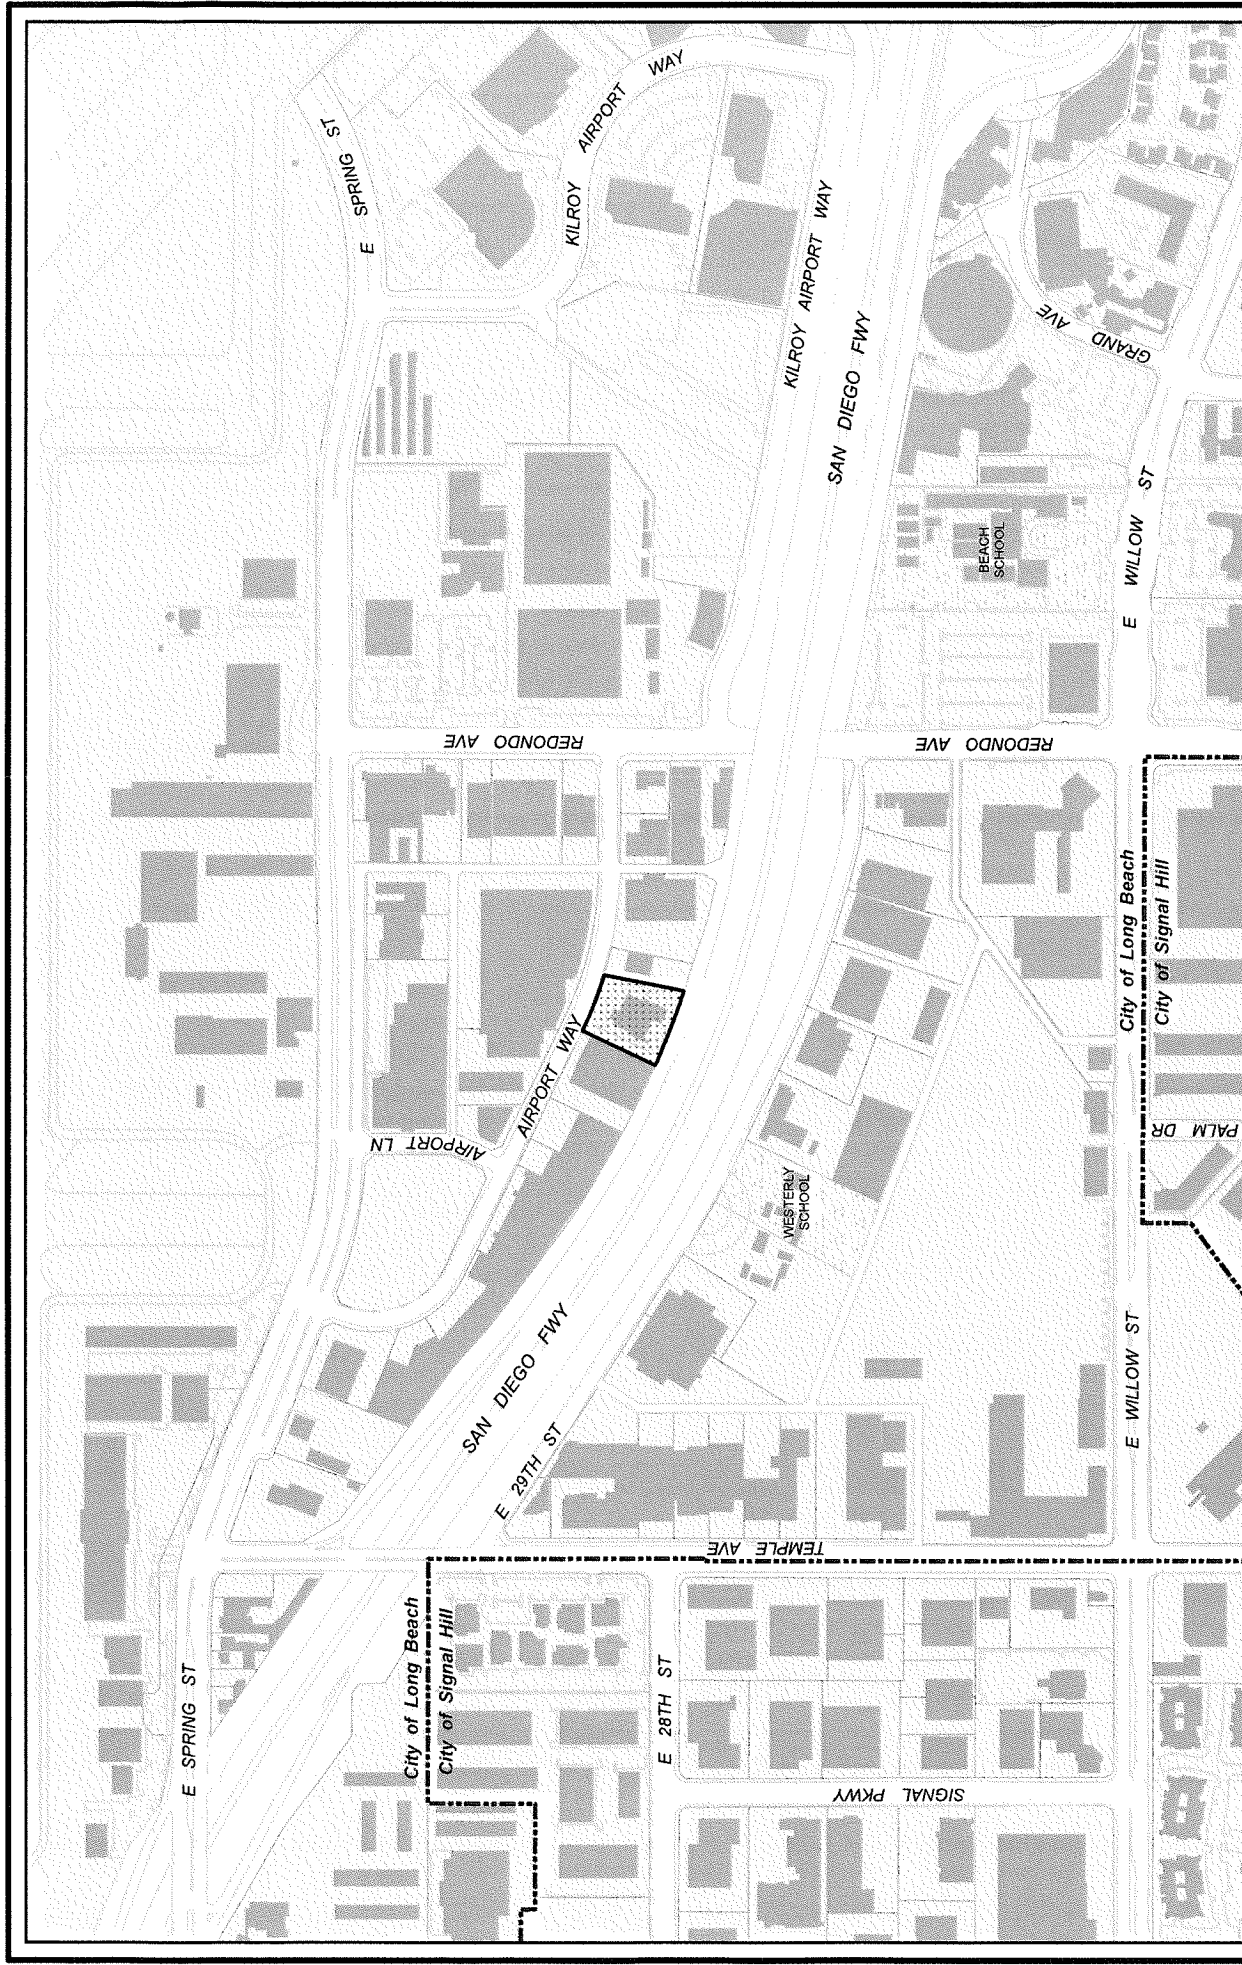 E SPRING ST
KILROY AIRPORT WAY
KILROY AIRPORT WAY
SAN DIEGO FWY
GRAND AVE
E WILLOW ST
BEACH
SCHOOL
REDONDO AVE
REDONDO AVE
City of Long Beach
City of Signal Hill
PALM DR
AIRPORT WAY
AIRPORT LN
WESTERLY
SCHOOL
SAN DIEGO FWY
E 29TH ST
E WILLOW ST
TEMPLE AVE
City of Long Beach
City of Signal Hill
E SPRING ST
E 28TH ST
SIGNAL PKWY